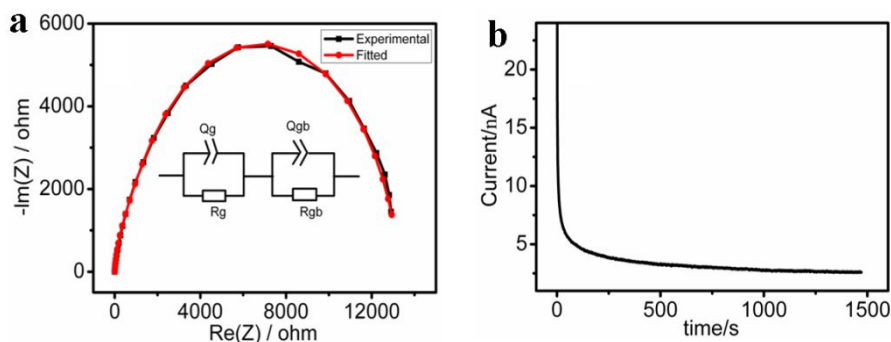 a
6000
4000
2000
0
-Im(Z) / ohm
Experimental
Fitted
Qg
Qgb
Rg
Rgb
0 4000 8000 12000
Re(Z) / ohm
b
20
15
10
5
Current/nA
0 500 1000 1500
time/s